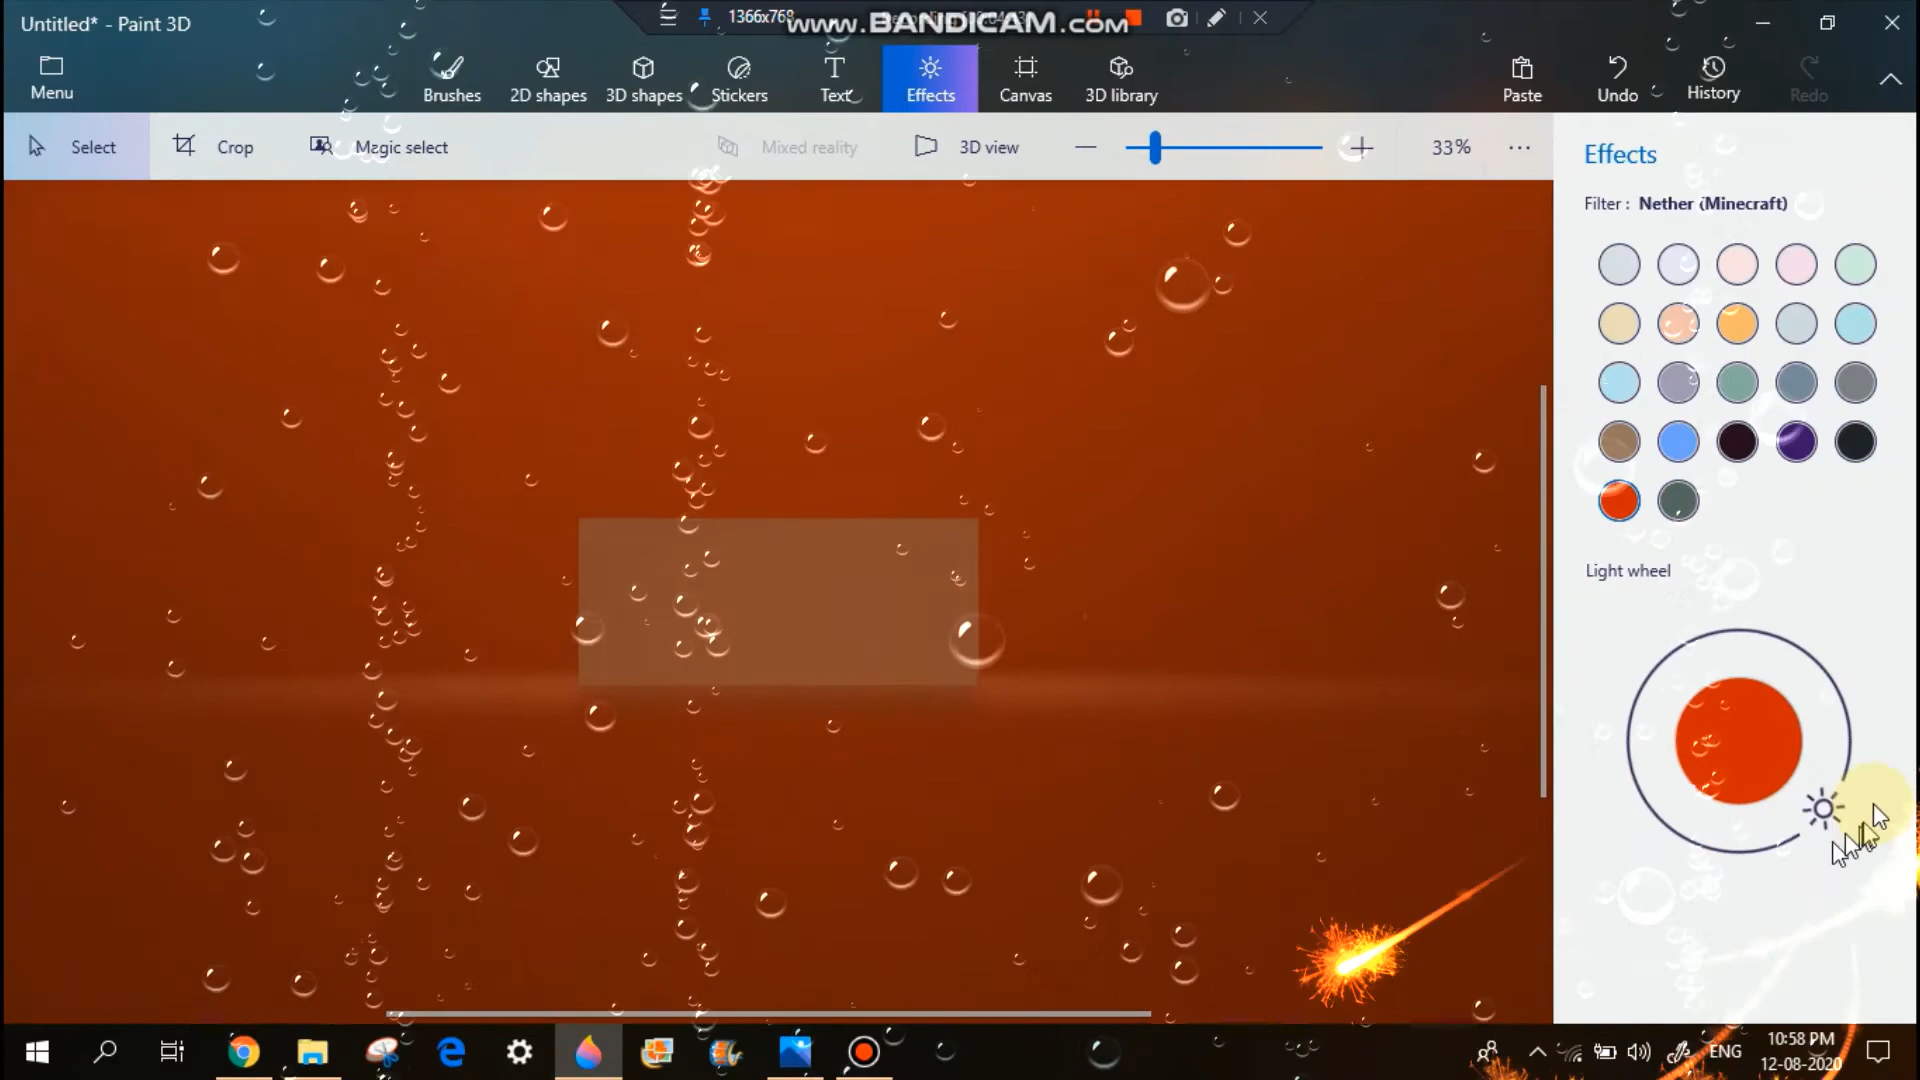 Untitled* - Paint 3D
1366x768
www.BANDICAM.com
Menu
Brushes
2D shapes
3D shapes
Stickers
Text
Effects
Canvas
3D library
Paste
Undo
History
Redo
Select
Crop
Magic select
Mixed reality
3D view
33%
Effects
Filter : Nether (Minecraft)
Light wheel
ENG
10:58 PM
12-08-2020